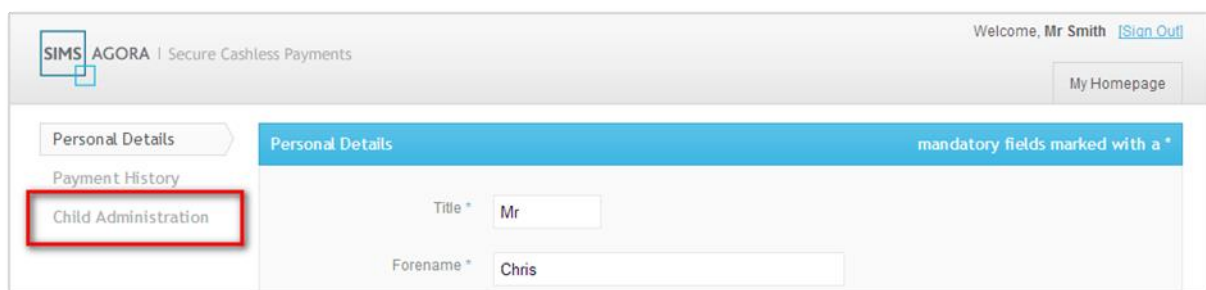 Welcome, Mr Smith [Sign Out]
SIMS AGORA | Secure Cashless Payments
My Homepage
Personal Details
Payment History
Child Administration
Personal Details mandatory fields marked with a *
Title * Mr
Forename * Chris